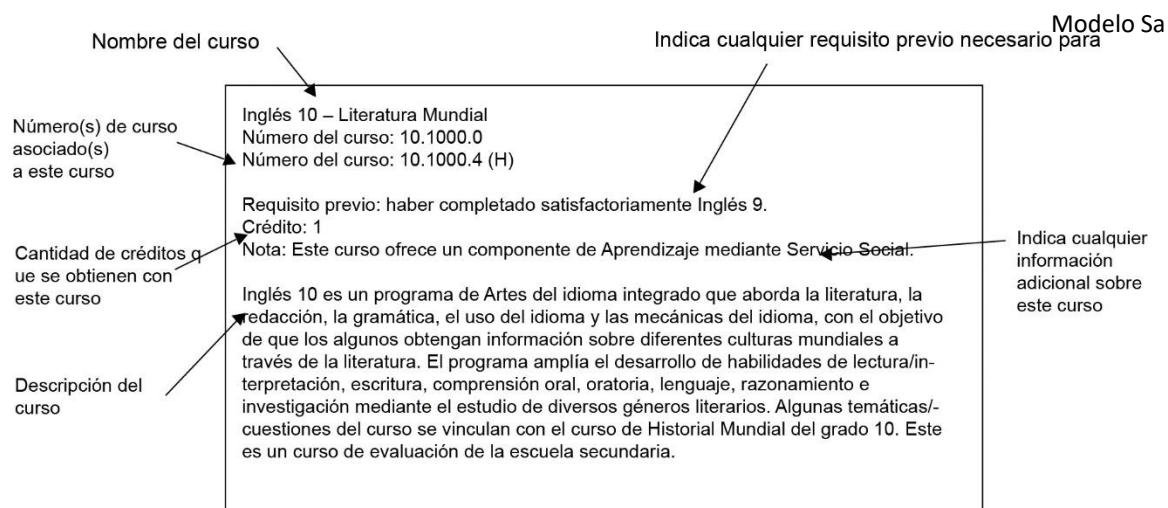 Modelo Sa
Nombre del curso
Indica cualquier requisito previo necesario para
Número(s) de curso
asociado(s)
a este curso
Cantidad de créditos q
ue se obtienen con
este curso
Descripción del
curso
Inglés 10 – Literatura Mundial
Número del curso: 10.1000.0
Número del curso: 10.1000.4 (H)
Requisito previo: haber completado satisfactoriamente Inglés 9.
Crédito: 1
Nota: Este curso ofrece un componente de Aprendizaje mediante Servicio Social.
Inglés 10 es un programa de Artes del idioma integrado que aborda la literatura, la
redacción, la gramática, el uso del idioma y las mecánicas del idioma, con el objetivo
de que los algunos obtengan información sobre diferentes culturas mundiales a
través de la literatura. El programa amplía el desarrollo de habilidades de lectura/in-
terpretación, escritura, comprensión oral, oratoria, lenguaje, razonamiento e
investigación mediante el estudio de diversos géneros literarios. Algunas temáticas/-
cuestiones del curso se vinculan con el curso de Historial Mundial del grado 10. Este
es un curso de evaluación de la escuela secundaria.
Indica cualquier
información
adicional sobre
este curso